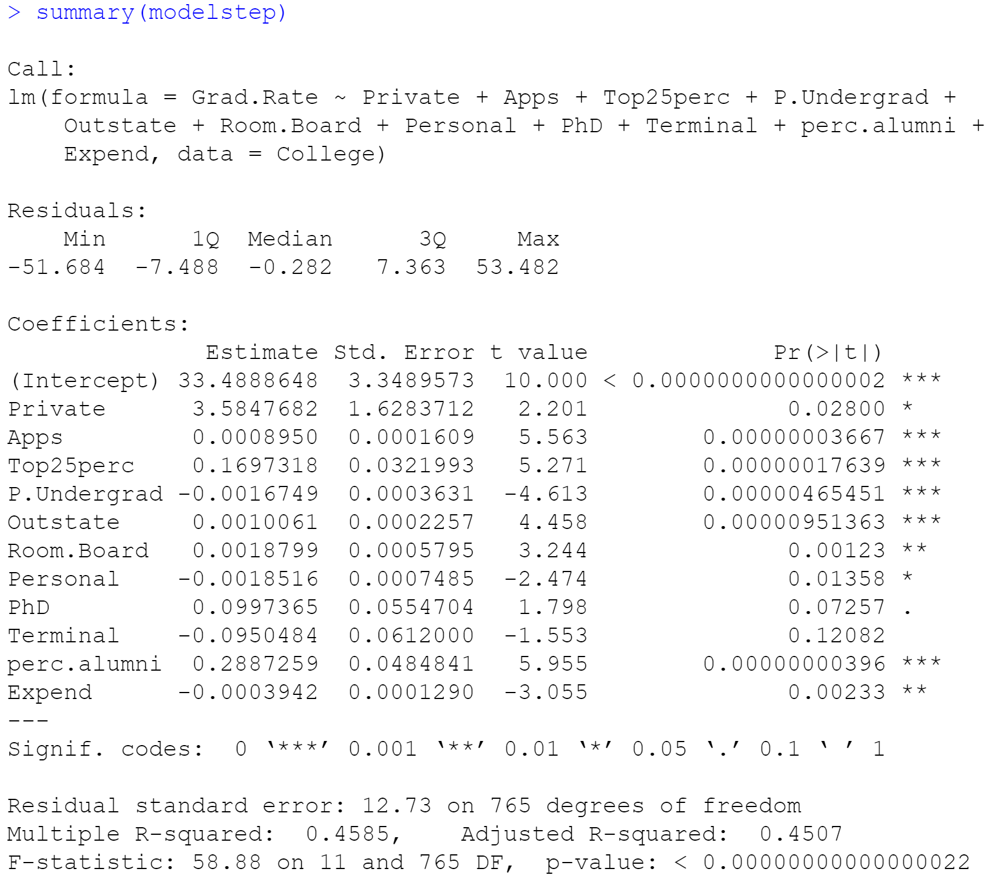 > summary(modelstep)
Call:
lm(formula = Grad.Rate ~ Private + Apps + Top25perc + P.Undergrad +
    Outstate + Room.Board + Personal + PhD + Terminal + perc.alumni +
    Expend, data = College)
Residuals:
    Min      1Q  Median      3Q     Max
-51.684  -7.488  -0.282   7.363  53.482
Coefficients:
              Estimate Std. Error t value             Pr(>|t|)
(Intercept) 33.4888648  3.3489573  10.000 < 0.0000000000000002 ***
Private      3.5847682  1.6283712   2.201              0.02800 *
Apps         0.0008950  0.0001609   5.563        0.00000003667 ***
Top25perc    0.1697318  0.0321993   5.271        0.00000017639 ***
P.Undergrad -0.0016749  0.0003631  -4.613        0.00000465451 ***
Outstate     0.0010061  0.0002257   4.458        0.00000951363 ***
Room.Board   0.0018799  0.0005795   3.244              0.00123 **
Personal    -0.0018516  0.0007485  -2.474              0.01358 *
PhD          0.0997365  0.0554704   1.798              0.07257 .
Terminal    -0.0950484  0.0612000  -1.553              0.12082
perc.alumni  0.2887259  0.0484841   5.955        0.00000000396 ***
Expend      -0.0003942  0.0001290  -3.055              0.00233 **
---
Signif. codes:  0 ‘***’ 0.001 ‘**’ 0.01 ‘*’ 0.05 ‘.’ 0.1 ‘ ’ 1
Residual standard error: 12.73 on 765 degrees of freedom
Multiple R-squared:  0.4585,    Adjusted R-squared:  0.4507
F-statistic: 58.88 on 11 and 765 DF,  p-value: < 0.00000000000000022